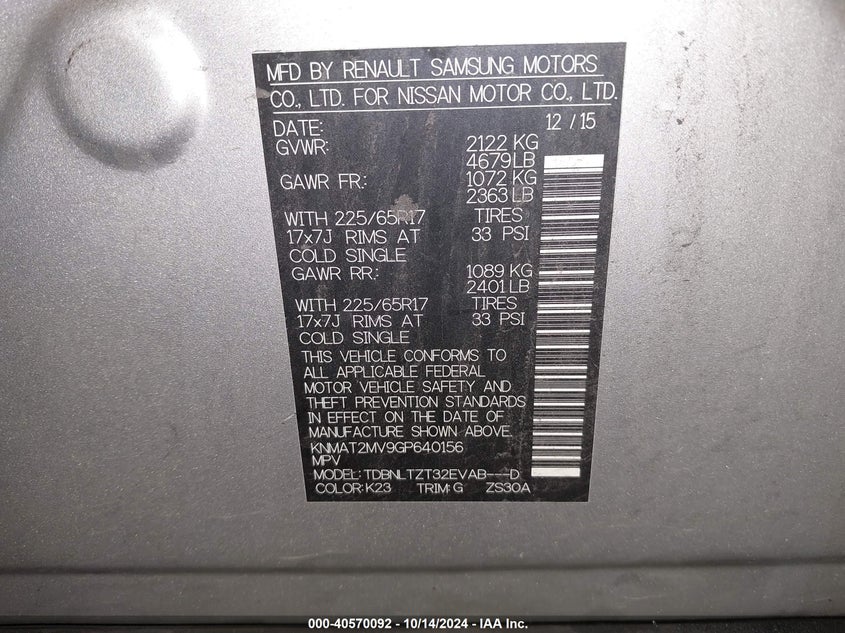 MFD BY RENAULT SAMSUNG MOTORS
CO., LTD. FOR NISSAN MOTOR CO., LTD.
DATE: 12 / 15
GVWR: 2122 KG
4679 LB
GAWR FR.: 1072 KG
2363 LB
WITH 225/65R17 TIRES
17x7J RIMS AT 33 PSI
COLD SINGLE
GAWR RR.: 1089 KG
2401 LB
WITH 225/65R17 TIRES
17x7J RIMS AT 33 PSI
COLD SINGLE
THIS VEHICLE CONFORMS TO
ALL APPLICABLE FEDERAL
MOTOR VEHICLE SAFETY AND
THEFT PREVENTION STANDARDS
IN EFFECT ON THE DATE OF
MANUFACTURE SHOWN ABOVE.
KNMAT2MV9GP640156
MPV
MODEL: TDBNLTZT32EVAB---D
COLOR: K23 TRIM: G ZS30A
000-40570092 - 10/14/2024 - IAA Inc.